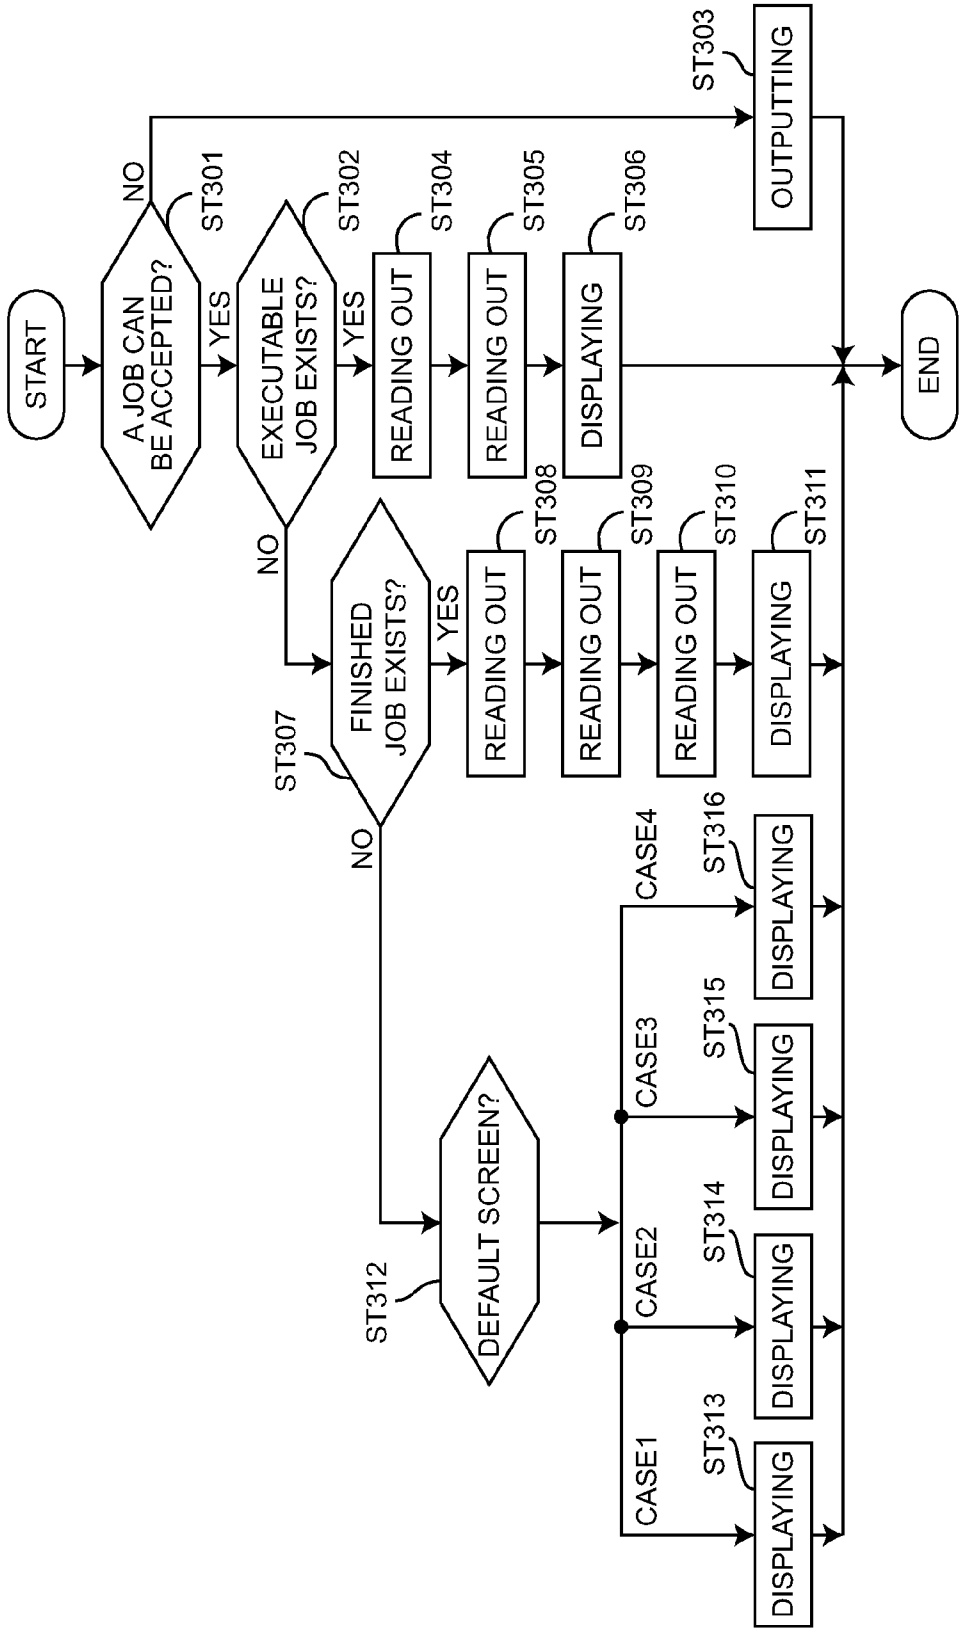 START
A JOB CAN
BE ACCEPTED?
ST301
NO
YES
EXECUTABLE
JOB EXISTS?
ST302
NO
YES
ST303
OUTPUTTING
READING OUT
ST304
READING OUT
ST305
DISPLAYING
ST306
ST307
FINISHED
JOB EXISTS?
NO
YES
READING OUT
ST308
READING OUT
ST309
READING OUT
ST310
DISPLAYING
ST311
ST312
DEFAULT SCREEN?
CASE1
CASE2
CASE3
CASE4
ST313
DISPLAYING
ST314
DISPLAYING
ST315
DISPLAYING
ST316
DISPLAYING
END